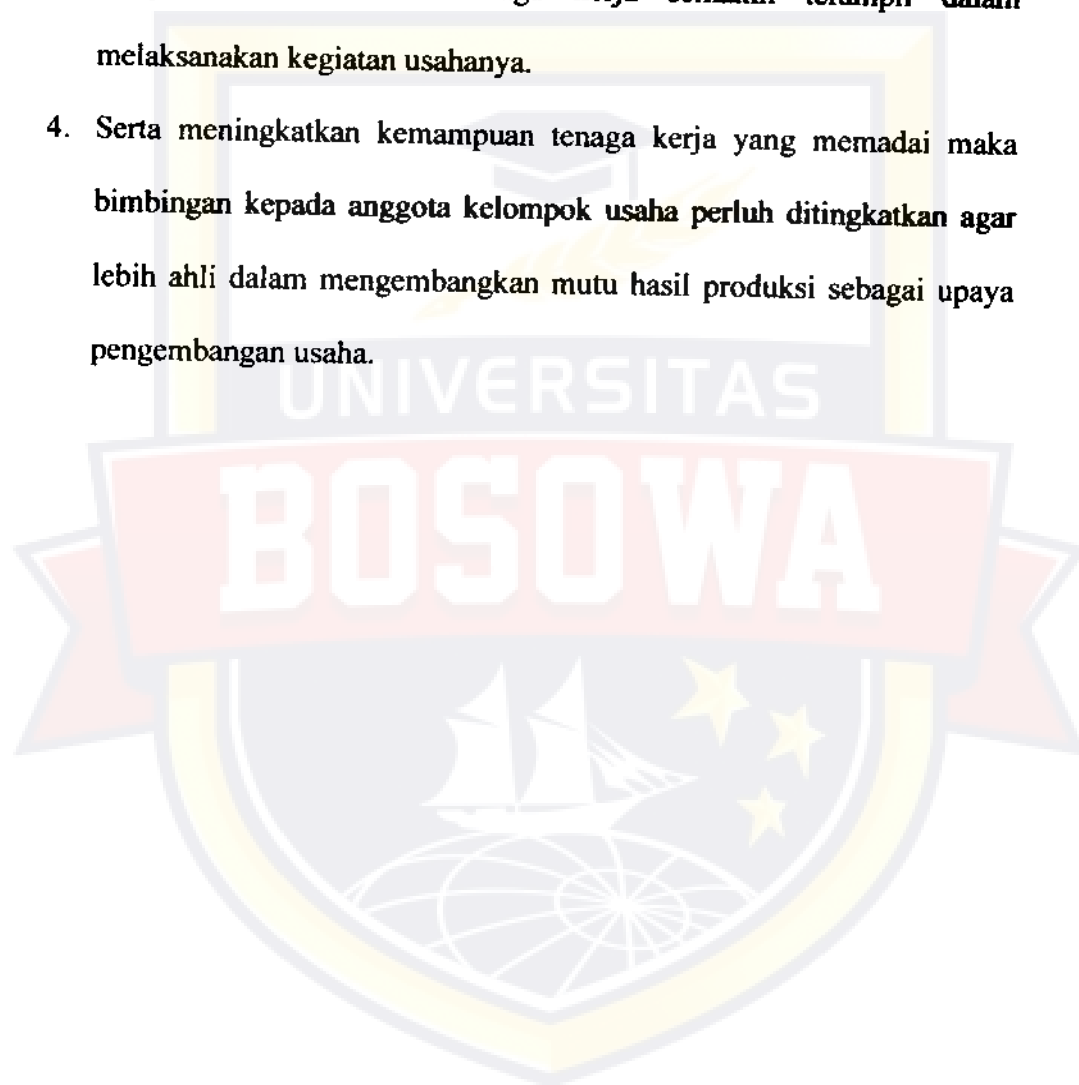 dalam
melaksanakan kegiatan usahanya.
4. Serta meningkatkan kemampuan tenaga kerja yang memadai maka
bimbingan kepada anggota kelompok usaha perluh ditingkatkan agar
lebih ahli dalam mengembangkan mutu hasil produksi sebagai upaya
pengembangan usaha.
UNIVERSITAS
BOSOWA